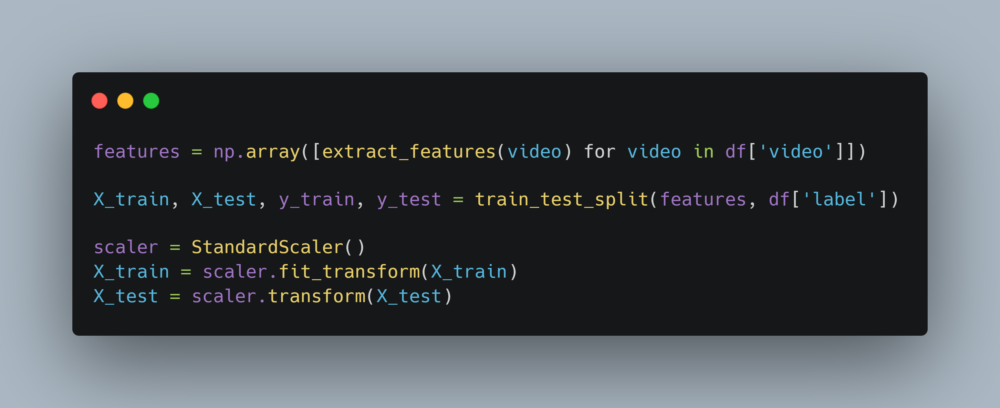 features = np.array([extract_features(video) for video in df['video']])
X_train, X_test, y_train, y_test = train_test_split(features, df['label'])
scaler = StandardScaler()
X_train = scaler.fit_transform(X_train)
X_test = scaler.transform(X_test)